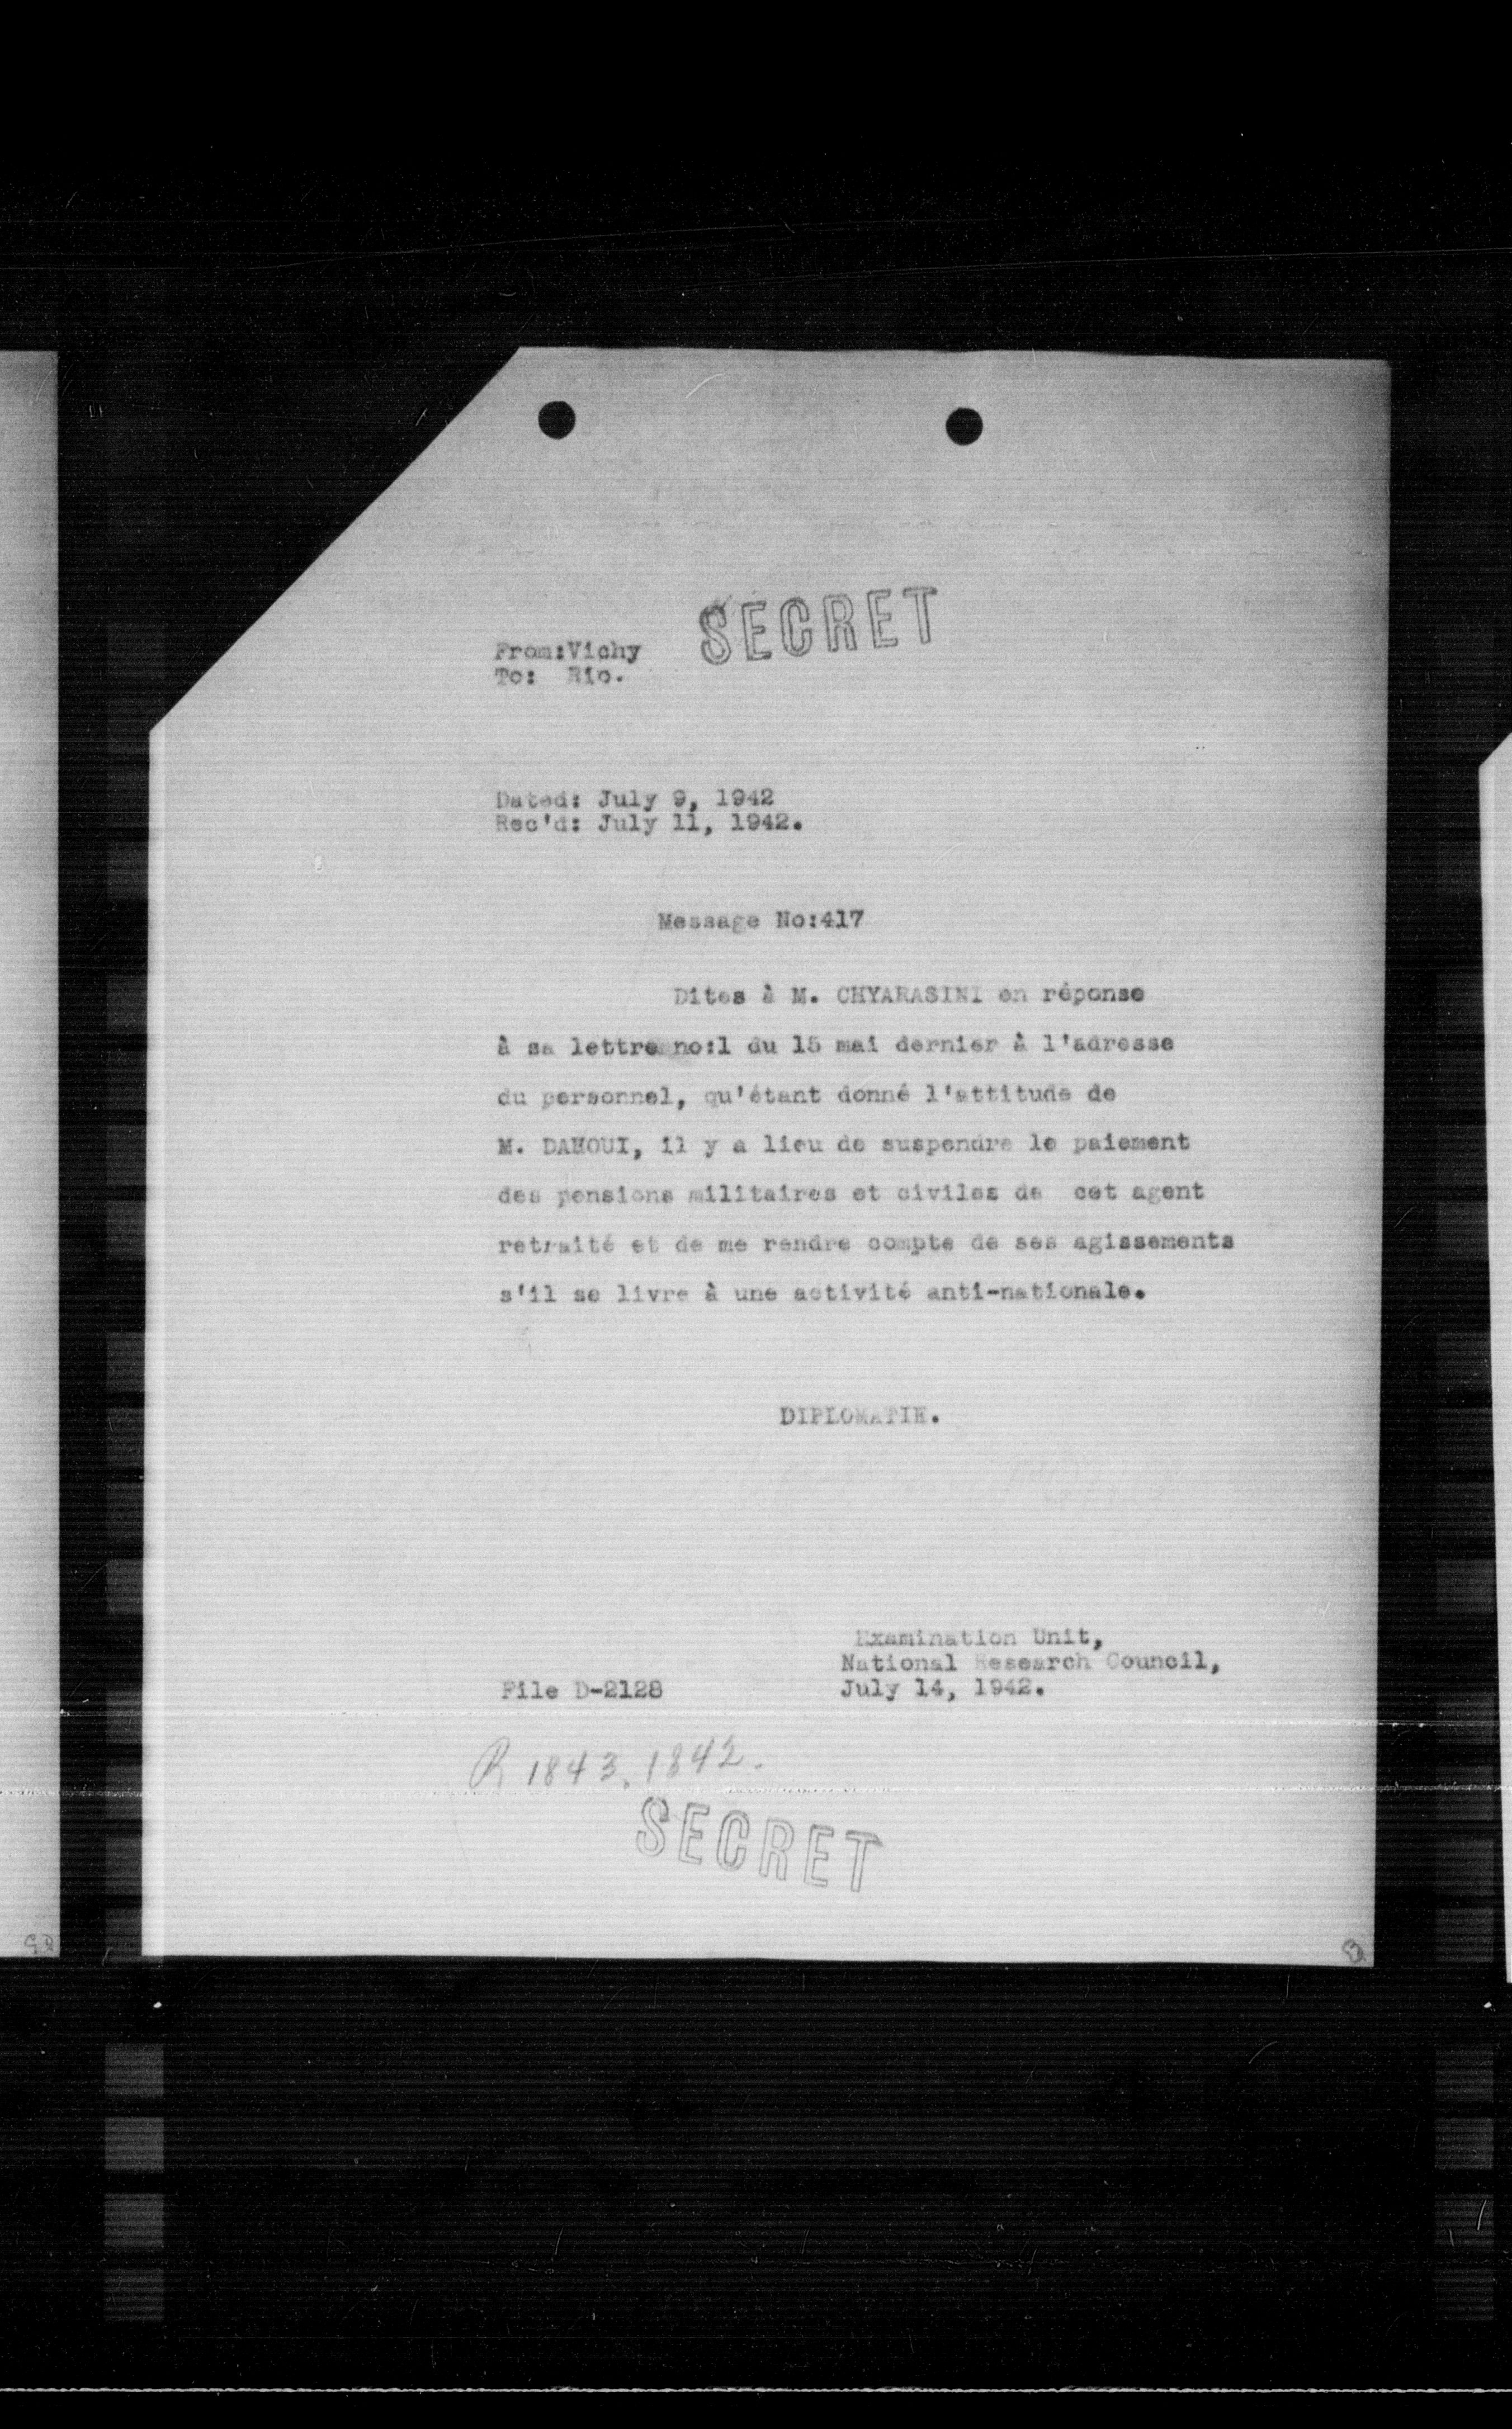 SECRET
From:Vichy
To: Rio.
Dated: July 9, 1942
Rec'd: July 11, 1942.
Message No:417
Dites à M. CHYARASINI en réponse
à sa lettre no:1 du 15 mai dernier à l'adresse
du personnel, qu'étant donné l'attitude de
M. DAHOUI, il y a lieu de suspendre le paiement
des pensions militaires et civiles de cet agent
retraité et de me rendre compte de ses agissements
s'il se livre à une activité anti-nationale.
DIPLOMATIE.
Examination Unit,
National Research Council,
File D-2128 July 14, 1942.
R 1843, 1842.
SECRET